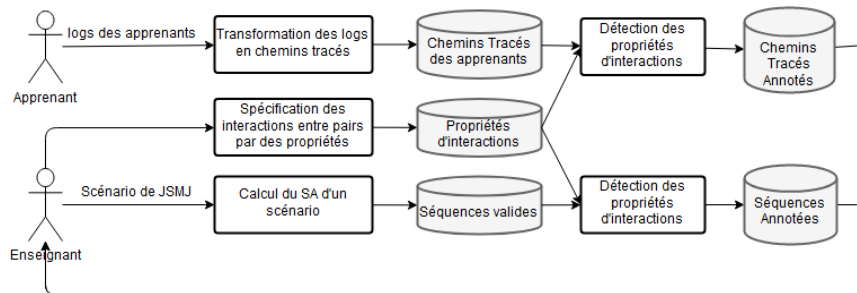 logs des apprenants
Transformation des logs
en chemins tracés
Chemins Tracés
des apprenants
Détection des
propriétés
d'interactions
Chemins
Tracés
Annotés
Apprenant
Spécification des
interactions entre pairs
par des propriétés
Propriétés
d'interactions
Scénario de JSMJ
Calcul du SA d'un
scénario
Séquences valides
Détection des
propriétés
d'interactions
Séquences
Annotées
Enseignant